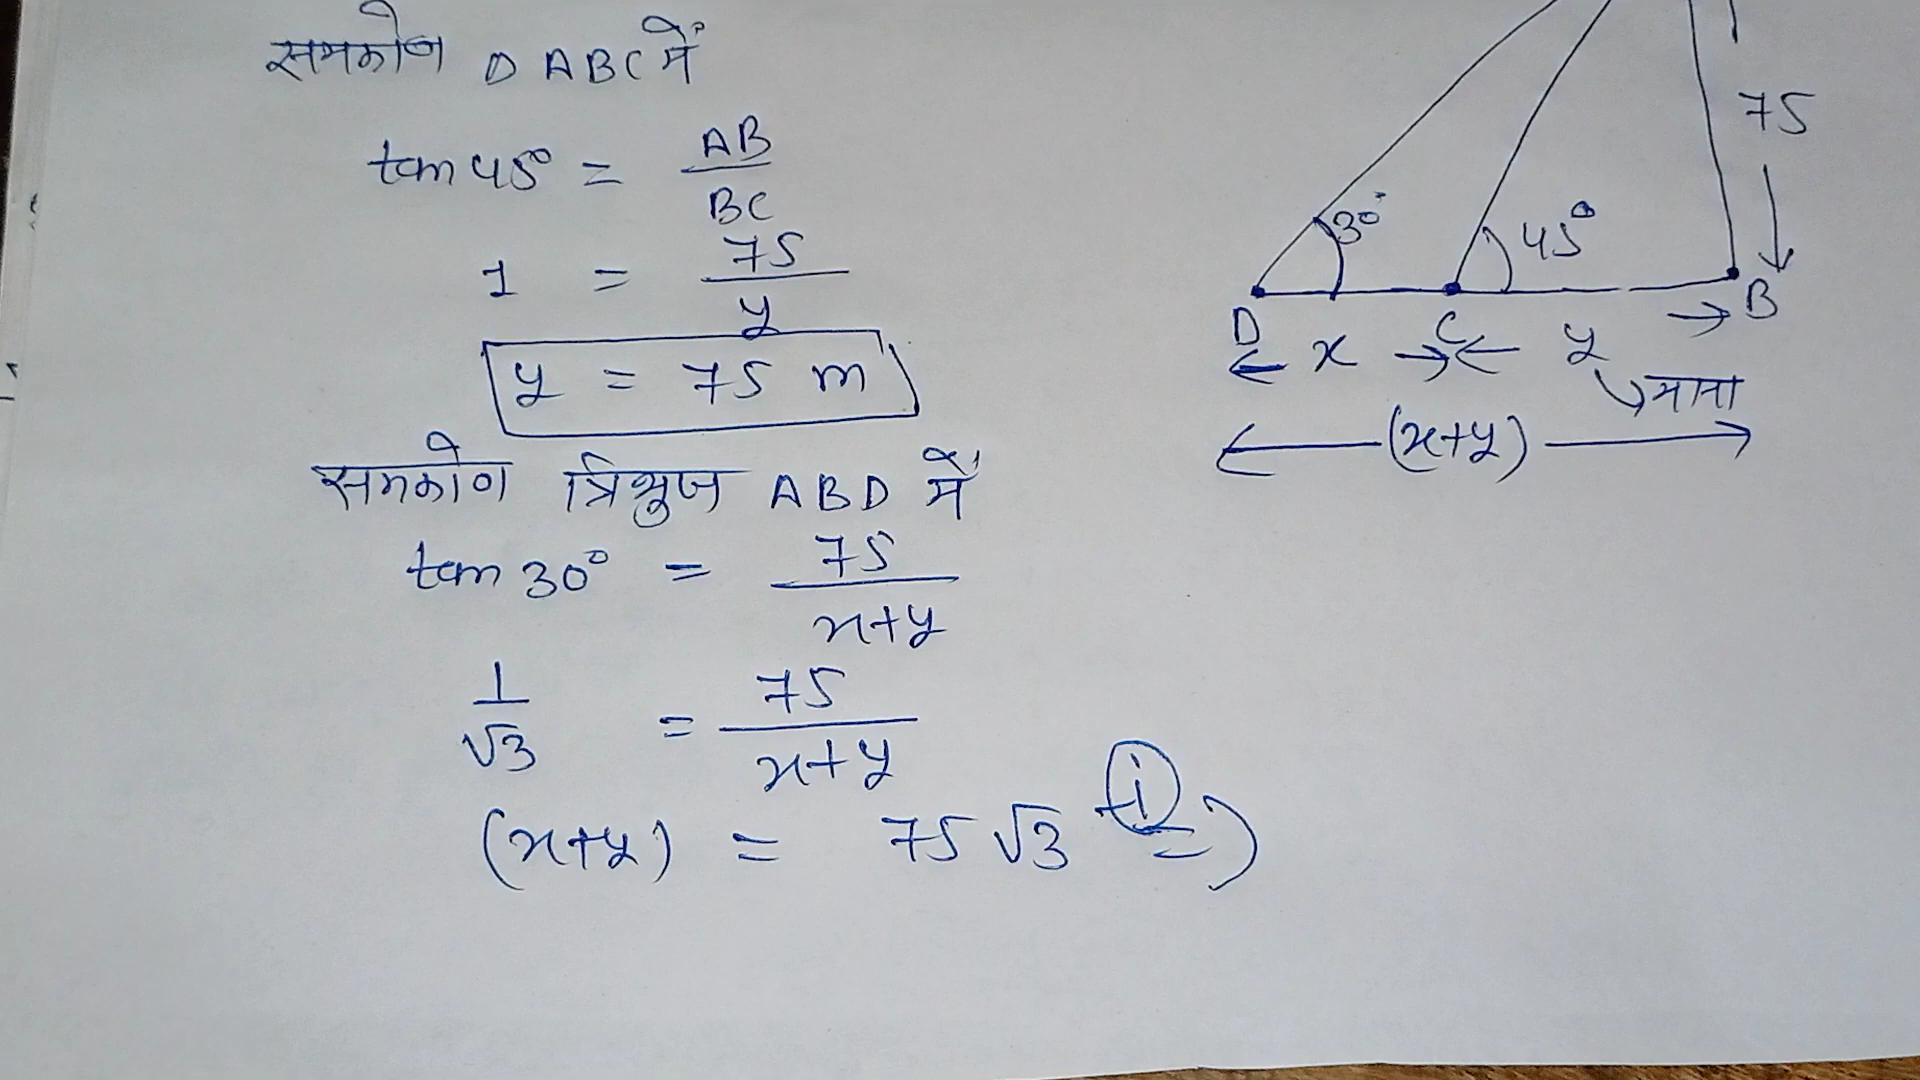 समकोण △ ABC में
tan 45° = AB/BC
1 = 75/y
y = 75 m
समकोण त्रिभुज ABD में
tan 30° = 75/x+y
1/√3 = 75/x+y
(x+y) = 75√3 - (i) =)
75
30°
45°
D C B
x y
माना
(x+y)